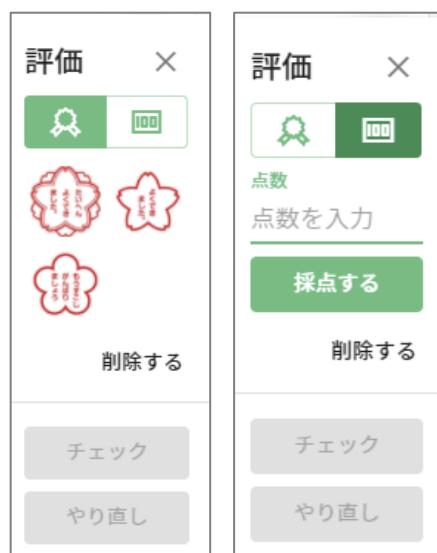 評価
100
たいへん
よくでき
ました。
よくでき
ました。
もうすこし
がんばり
ましょう
削除する
チェック
やり直し
評価
100
点数
点数を入力
採点する
削除する
チェック
やり直し